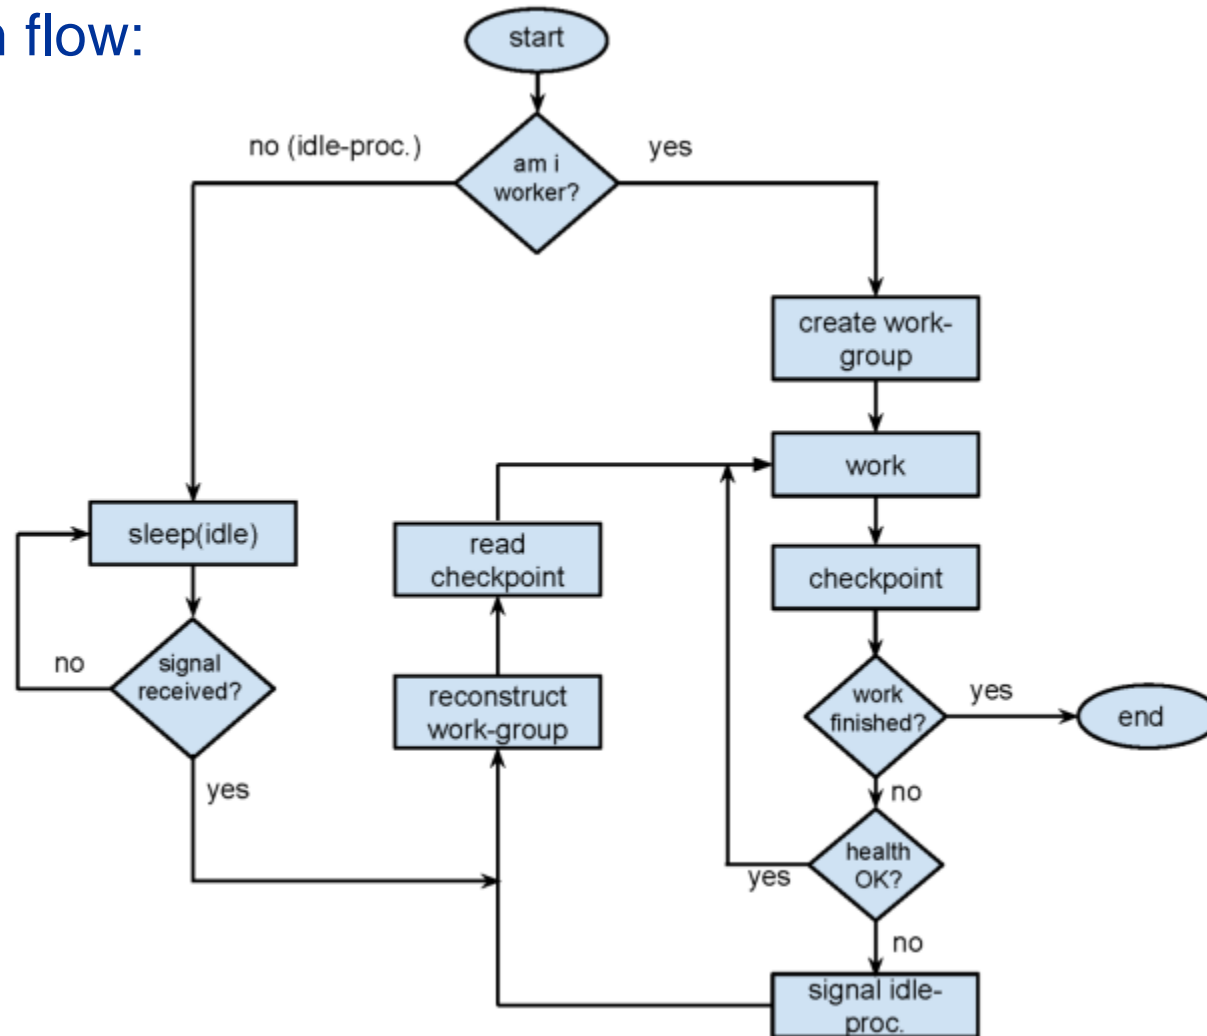 n flow:
start
no (idle-proc.)
yes
am i
worker?
create work-
group
work
sleep(idle)
read
checkpoint
checkpoint
no
signal
received?
reconstruct
work-group
work
finished?
yes
end
yes
no
health
OK?
yes
no
signal idle-
proc.